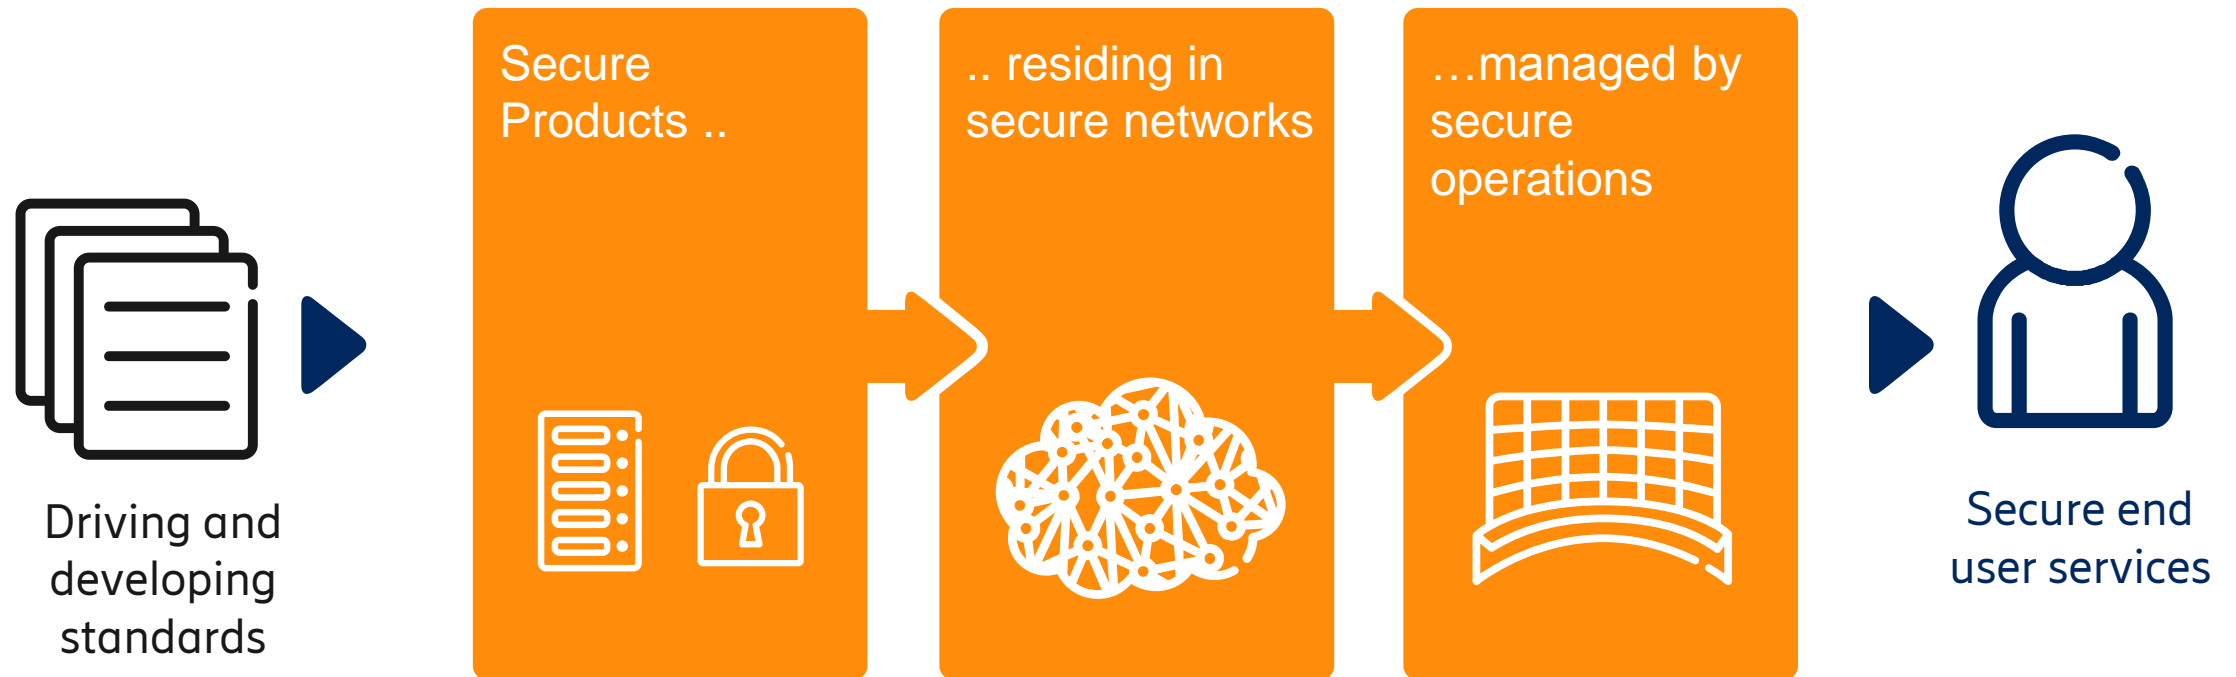 Secure
Products ..
.. residing in
secure networks
…managed by
secure
operations
Driving and
developing
standards
Secure end
user services